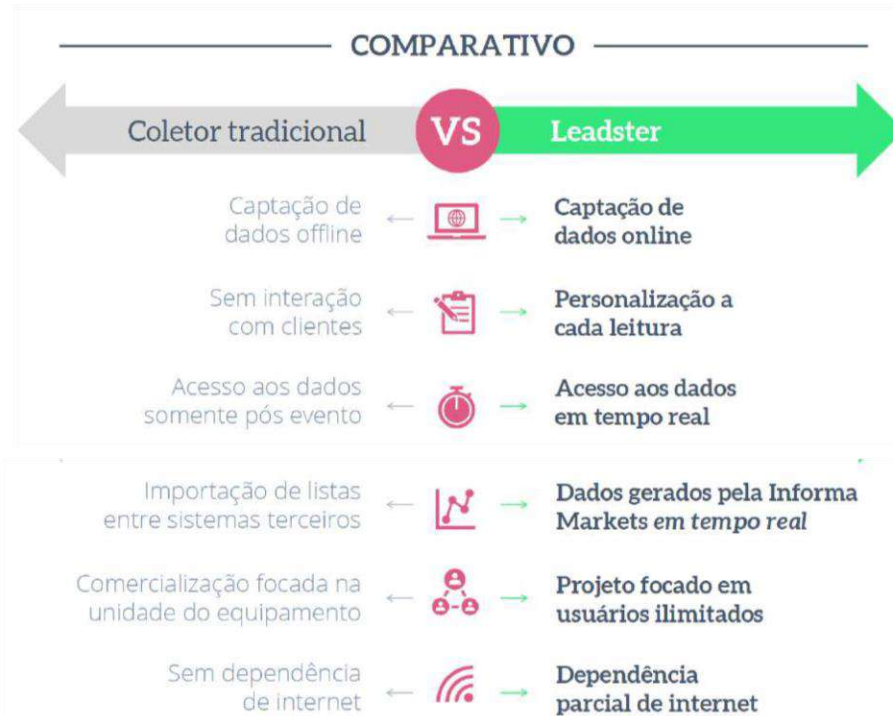 COMPARATIVO
Coletor tradicional VS Leadster
Captação de
dados offline
Captação de
dados online
Sem interação
com clientes
Personalização a
cada leitura
Acesso aos dados
somente pós evento
Acesso aos dados
em tempo real
Importação de listas
entre sistemas terceiros
Dados gerados pela Informa
Markets em tempo real
Comercialização focada na
unidade do equipamento
Projeto focado em
usuários ilimitados
Sem dependência
de internet
Dependência
parcial de internet